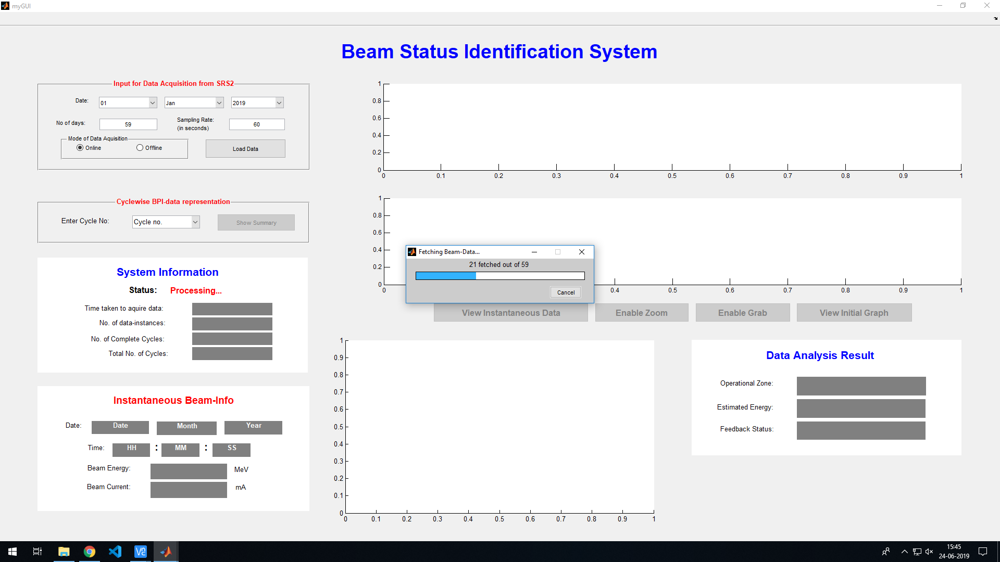 myGUI
Beam Status Identification System
Input for Data Acquisition from SRS2
Date: 01 Jan 2019
No of days: 59 Sampling Rate: (in seconds) 60
Mode of Data Aquisition
Online Offline
Load Data
Cyclewise BPI-data representation
Enter Cycle No: Cycle no. Show Summary
System Information
Status: Processing...
Time taken to aquire data:
No. of data-instances:
No. of Complete Cycles:
Total No. of Cycles:
Instantaneous Beam-Info
Date: Date Month Year
Time: HH : MM : SS
Beam Energy: MeV
Beam Current: mA
1
0.8
0.6
0.4
0.2
0
0 0.1 0.2 0.3 0.4 0.5 0.6 0.7 0.8 0.9 1
1
0.8
0.6
0.4
0.2
0
0 0.4 0.5 0.6 0.7 0.8 0.9 1
Fetching Beam-Data...
21 fetched out of 59
Cancel
View Instantaneous Data Enable Zoom Enable Grab View Initial Graph
1
0.9
0.8
0.7
0.6
0.5
0.4
0.3
0.2
0.1
0
0 0.1 0.2 0.3 0.4 0.5 0.6 0.7 0.8 0.9 1
Data Analysis Result
Operational Zone:
Estimated Energy:
Feedback Status:
15:45
24-06-2019